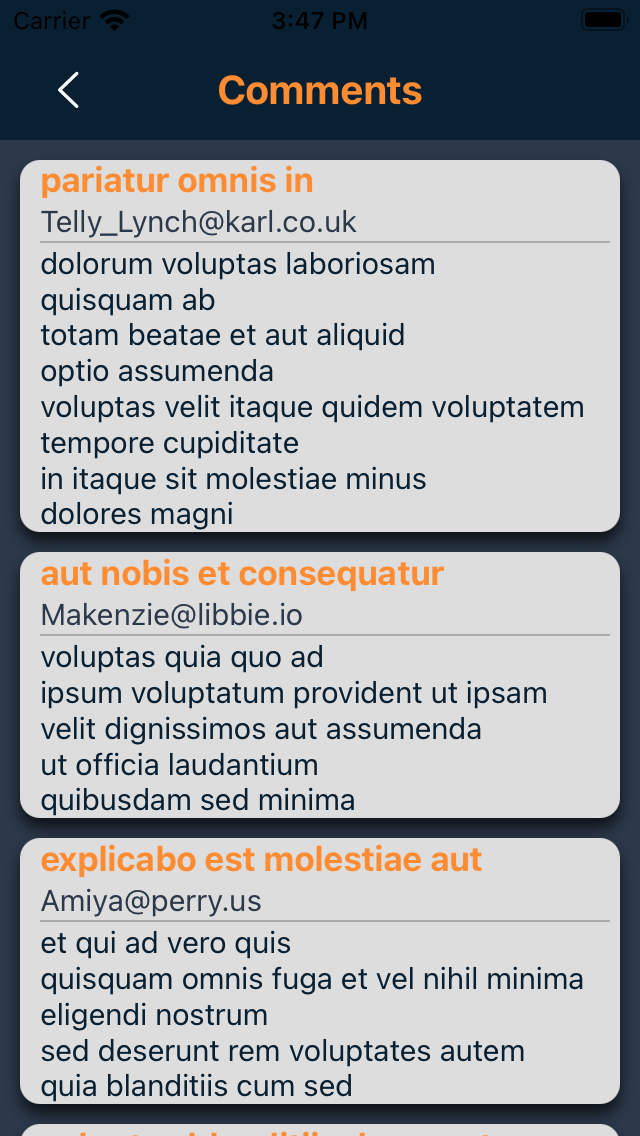 Carrier 3:47 PM
Comments
pariatur omnis in
Telly_Lynch@karl.co.uk
dolorum voluptas laboriosam
quisquam ab
totam beatae et aut aliquid
optio assumenda
voluptas velit itaque quidem voluptatem
tempore cupiditate
in itaque sit molestiae minus
dolores magni
aut nobis et consequatur
Makenzie@libbie.io
voluptas quia quo ad
ipsum voluptatum provident ut ipsam
velit dignissimos aut assumenda
ut officia laudantium
quibusdam sed minima
explicabo est molestiae aut
Amiya@perry.us
et qui ad vero quis
quisquam omnis fuga et vel nihil minima
eligendi nostrum
sed deserunt rem voluptates autem
quia blanditiis cum sed